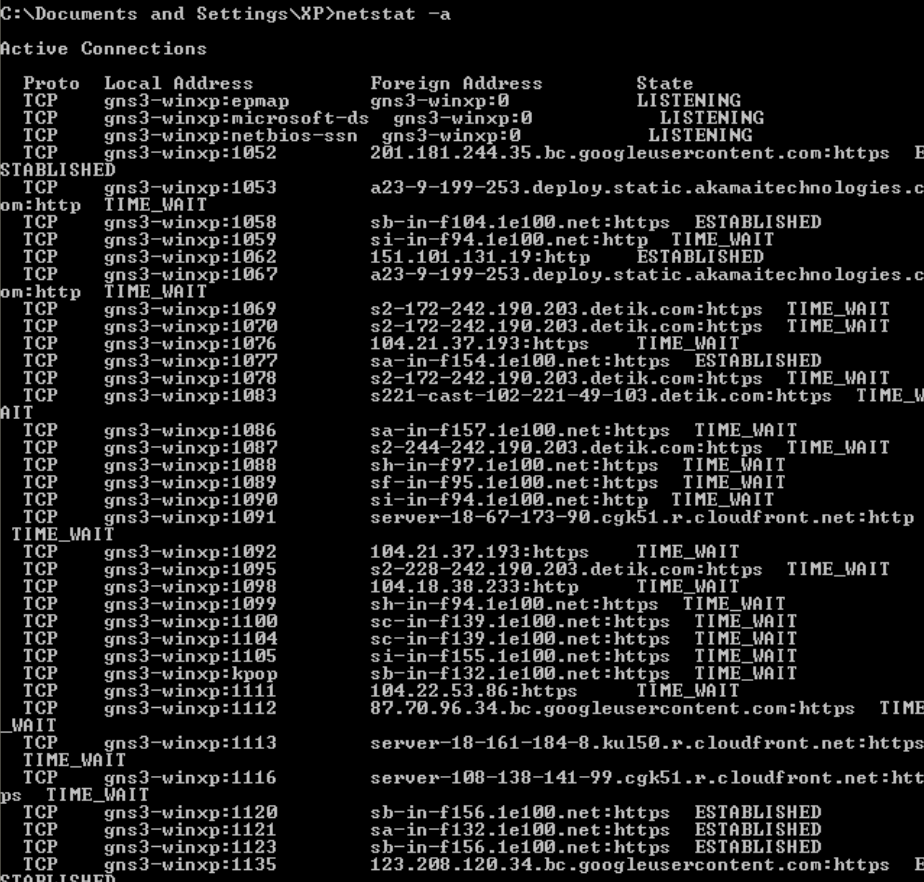 C:\Documents and Settings\XP>netstat -a
Active Connections
Proto  Local Address          Foreign Address        State
TCP    gns3-winxp:epmap       gns3-winxp:0           LISTENING
TCP    gns3-winxp:microsoft-ds  gns3-winxp:0           LISTENING
TCP    gns3-winxp:netbios-ssn  gns3-winxp:0           LISTENING
TCP    gns3-winxp:1052        201.181.244.35.bc.googleusercontent.com:https  E
STABLISHED
TCP    gns3-winxp:1053        a23-9-199-253.deploy.static.akamaitechnologies.c
om:http  TIME_WAIT
TCP    gns3-winxp:1058        sb-in-f104.1e100.net:https  ESTABLISHED
TCP    gns3-winxp:1059        si-in-f94.1e100.net:http  TIME_WAIT
TCP    gns3-winxp:1062        151.101.131.19:http    ESTABLISHED
TCP    gns3-winxp:1067        a23-9-199-253.deploy.static.akamaitechnologies.c
om:http  TIME_WAIT
TCP    gns3-winxp:1069        s2-172-242.190.203.detik.com:https  TIME_WAIT
TCP    gns3-winxp:1070        s2-172-242.190.203.detik.com:https  TIME_WAIT
TCP    gns3-winxp:1076        104.21.37.193:https    TIME_WAIT
TCP    gns3-winxp:1077        sa-in-f154.1e100.net:https  ESTABLISHED
TCP    gns3-winxp:1078        s2-172-242.190.203.detik.com:https  TIME_WAIT
TCP    gns3-winxp:1083        s221-cast-102-221-49-103.detik.com:https  TIME_W
AIT
TCP    gns3-winxp:1086        sa-in-f157.1e100.net:https  TIME_WAIT
TCP    gns3-winxp:1087        s2-244-242.190.203.detik.com:https  TIME_WAIT
TCP    gns3-winxp:1088        sh-in-f97.1e100.net:https  TIME_WAIT
TCP    gns3-winxp:1089        sf-in-f95.1e100.net:https  TIME_WAIT
TCP    gns3-winxp:1090        si-in-f94.1e100.net:http  TIME_WAIT
TCP    gns3-winxp:1091        server-18-67-173-90.cgk51.r.cloudfront.net:http
TIME_WAIT
TCP    gns3-winxp:1092        104.21.37.193:https    TIME_WAIT
TCP    gns3-winxp:1095        s2-228-242.190.203.detik.com:https  TIME_WAIT
TCP    gns3-winxp:1098        104.18.38.233:http     TIME_WAIT
TCP    gns3-winxp:1099        sh-in-f94.1e100.net:https  TIME_WAIT
TCP    gns3-winxp:1100        sc-in-f139.1e100.net:https  TIME_WAIT
TCP    gns3-winxp:1104        sc-in-f139.1e100.net:https  TIME_WAIT
TCP    gns3-winxp:1105        si-in-f155.1e100.net:https  TIME_WAIT
TCP    gns3-winxp:kpop        sb-in-f132.1e100.net:https  TIME_WAIT
TCP    gns3-winxp:1111        104.22.53.86:https     TIME_WAIT
TCP    gns3-winxp:1112        87.70.96.34.bc.googleusercontent.com:https  TIME
_WAIT
TCP    gns3-winxp:1113        server-18-161-184-8.kul50.r.cloudfront.net:https
TIME_WAIT
TCP    gns3-winxp:1116        server-108-138-141-99.cgk51.r.cloudfront.net:htt
ps  TIME_WAIT
TCP    gns3-winxp:1120        sb-in-f156.1e100.net:https  ESTABLISHED
TCP    gns3-winxp:1121        sa-in-f132.1e100.net:https  ESTABLISHED
TCP    gns3-winxp:1123        sb-in-f156.1e100.net:https  ESTABLISHED
TCP    gns3-winxp:1135        123.208.120.34.bc.googleusercontent.com:https  E
STABLISHED